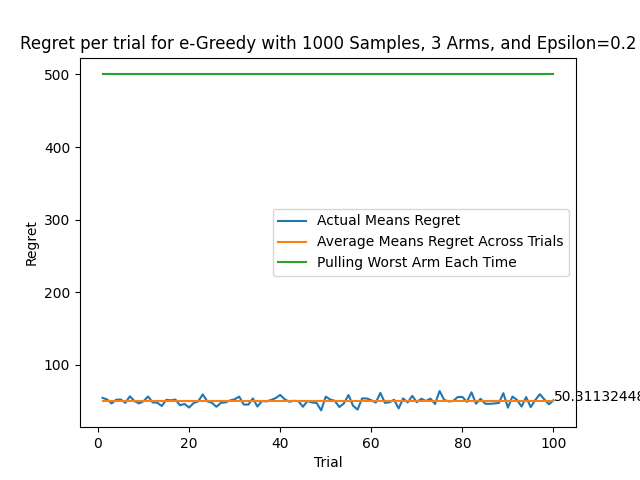 Regret per trial for e-Greedy with 1000 Samples, 3 Arms, and Epsilon=0.2
500
400
300
200
100
Regret
Actual Means Regret
Average Means Regret Across Trials
Pulling Worst Arm Each Time
50.31132448
0 20 40 60 80 100
Trial